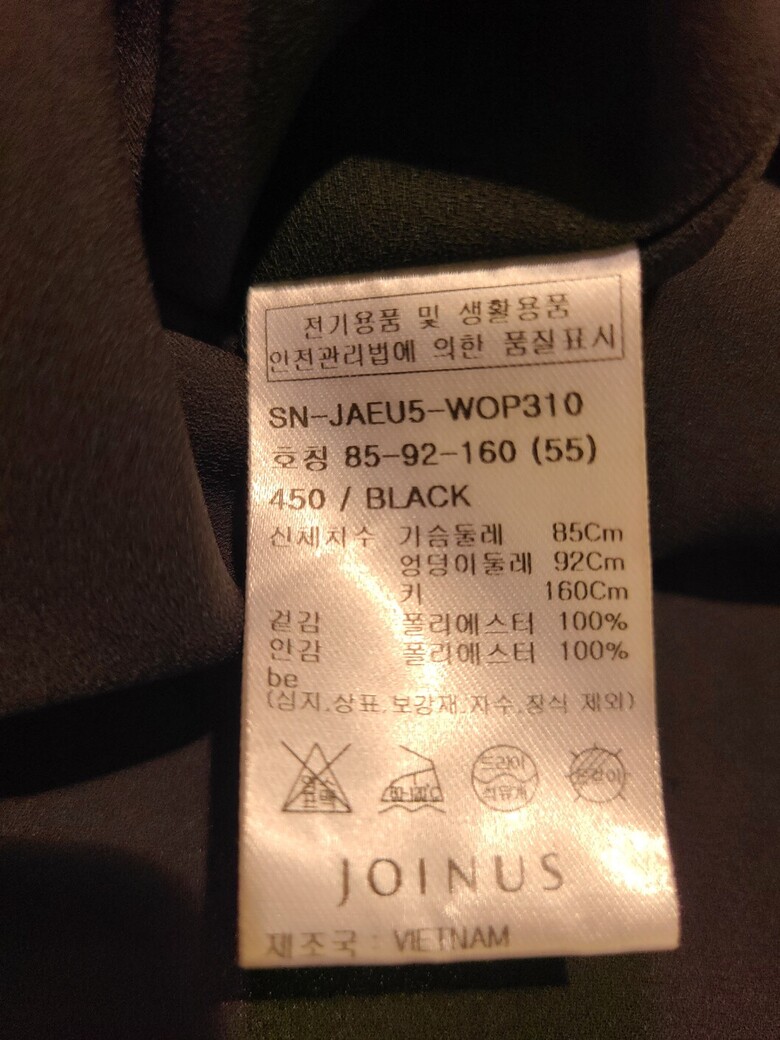 전기용품 및 생활용품
안전관리법에 의한 품질표시
SN-JAEU5-WOP310
호칭 85-92-160 (55)
450 / BLACK
신체치수 가슴둘레 85Cm
엉덩이둘레 92Cm
키 160Cm
겉감 폴리에스터 100%
안감 폴리에스터 100%
be
(심지,상표,보강재,자수,장식 제외)
염소
표백
드라이
석유계
JOINUS
제조국 : VIETNAM